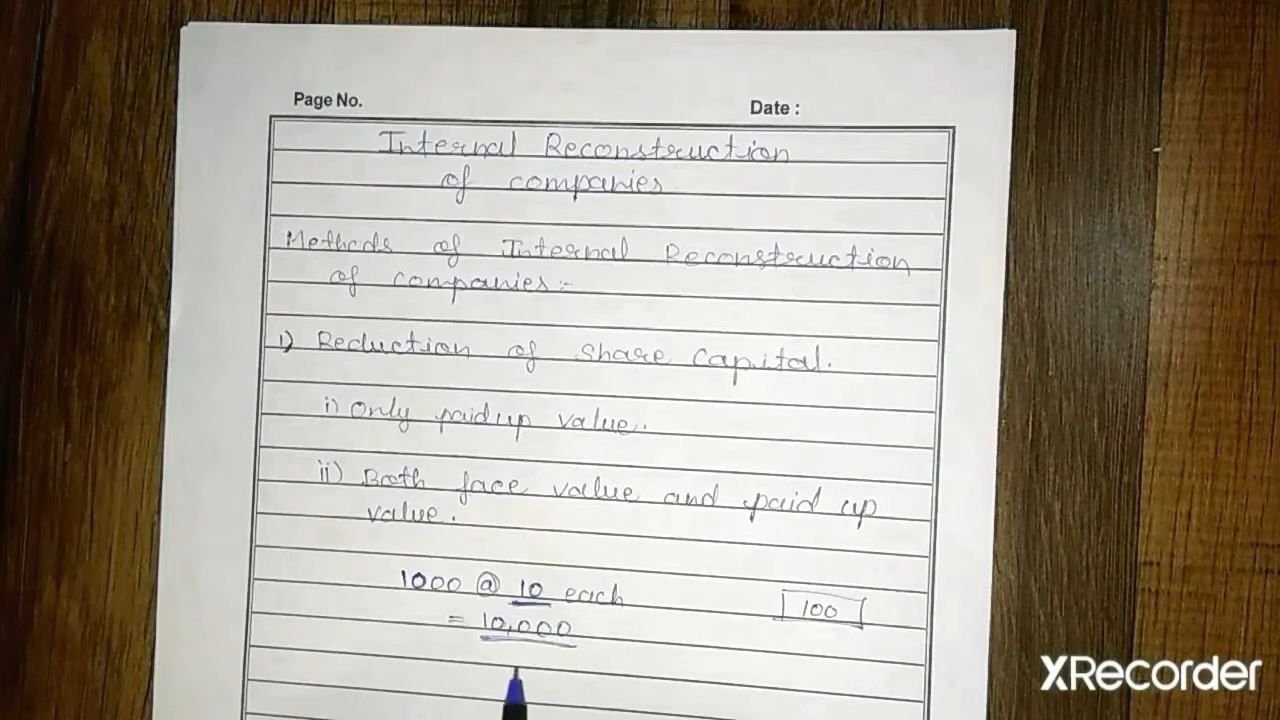 Page No.
Date :
Internal Reconstruction
of companies
Methods of Internal Reconstruction
of companies:-
1) Reduction of share capital.
i) Only paid up value.
ii) Both face value and paid up
value.
1000 @ 10 each
= 10,000
100
XRecorder